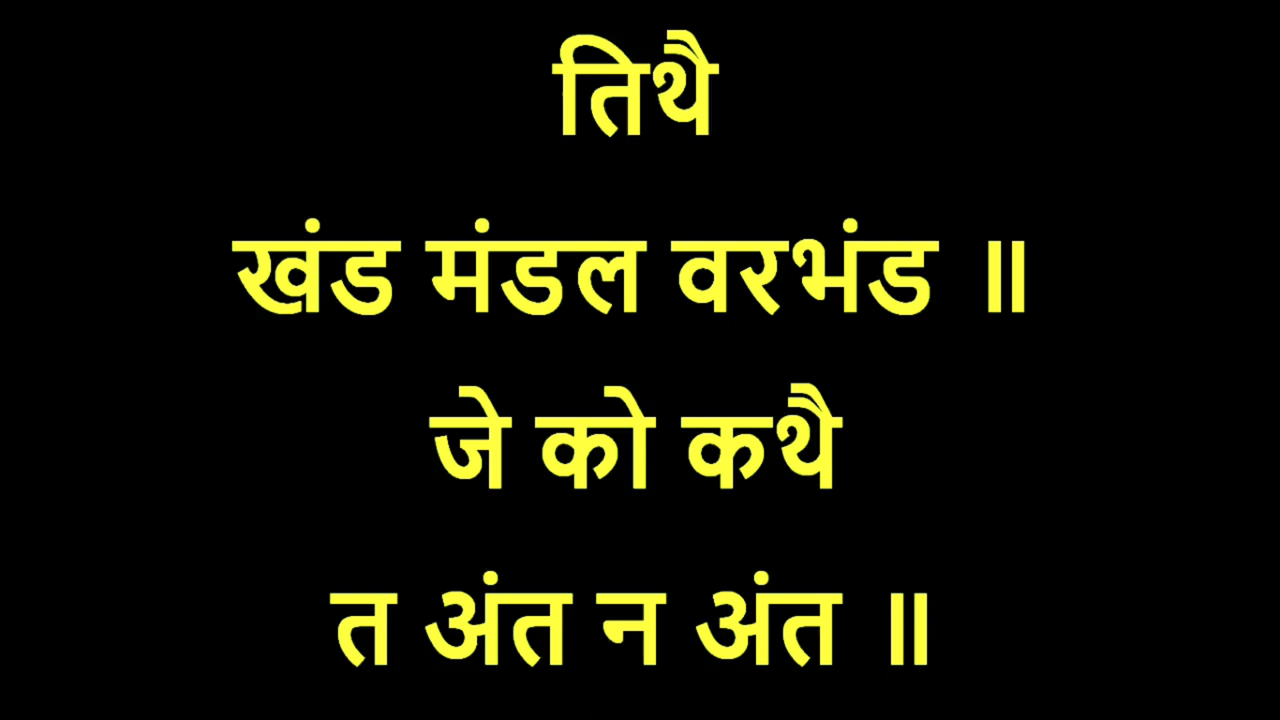 तिथै
खंड मंडल वरभंड ॥
जे को कथै
त अंत न अंत ॥